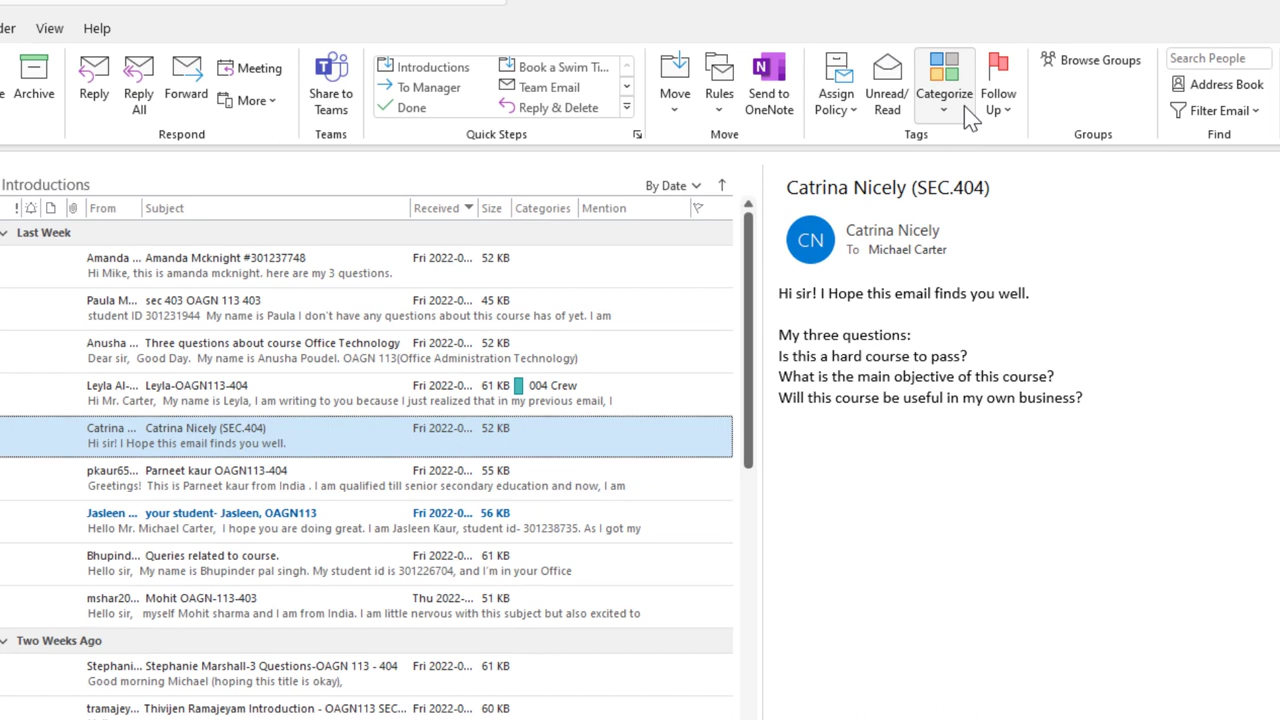 der View Help
Archive
Reply
Reply All
Forward
Meeting
More
Respond
Share to Teams
Teams
Introductions
To Manager
Done
Book a Swim Ti...
Team Email
Reply & Delete
Quick Steps
Move
Rules
Send to OneNote
Move
Assign Policy
Unread/ Read
Categorize
Follow Up
Tags
Browse Groups
Groups
Search People
Address Book
Filter Email
Find
Introductions
By Date
! From Subject Received Size Categories Mention
Last Week
Amanda ... Amanda Mcknight #301237748 Fri 2022-0... 52 KB
Hi Mike, this is amanda mcknight. here are my 3 questions.
Paula M... sec 403 OAGN 113 403 Fri 2022-0... 45 KB
student ID 301231944 My name is Paula I don't have any questions about this course has of yet. I am
Anusha ... Three questions about course Office Technology Fri 2022-0... 52 KB
Dear sir, Good Day. My name is Anusha Poudel. OAGN 113(Office Administration Technology)
Leyla Al-... Leyla-OAGN113-404 Fri 2022-0... 61 KB 004 Crew
Hi Mr. Carter, My name is Leyla, I am writing to you because I just realized that in my previous email, I
Catrina ... Catrina Nicely (SEC.404) Fri 2022-0... 52 KB
Hi sir! I Hope this email finds you well.
pkaur65... Parneet kaur OAGN113-404 Fri 2022-0... 55 KB
Greetings! This is Parneet kaur from India . I am qualified till senior secondary education and now, I am
Jasleen ... your student- Jasleen, OAGN113 Fri 2022-0... 56 KB
Hello Mr. Michael Carter, I hope you are doing great. I am Jasleen Kaur, student id- 301238735. As I got my
Bhupind... Queries related to course. Fri 2022-0... 61 KB
Hello sir, My name is Bhupinder pal singh. My student id is 301226704, and I'm in your Office
mshar20... Mohit OAGN-113-403 Thu 2022-... 51 KB
Hello sir, myself Mohit sharma and I am from India. I am little nervous with this subject but also excited to
Two Weeks Ago
Stephani... Stephanie Marshall-3 Questions-OAGN 113 - 404 Fri 2022-0... 61 KB
Good morning Michael (hoping this title is okay),
tramajey... Thivijen Ramajeyam Introduction - OAGN113 SEC... Fri 2022-0... 60 KB
Catrina Nicely (SEC.404)
CN
Catrina Nicely
To Michael Carter
Hi sir! I Hope this email finds you well.
My three questions:
Is this a hard course to pass?
What is the main objective of this course?
Will this course be useful in my own business?